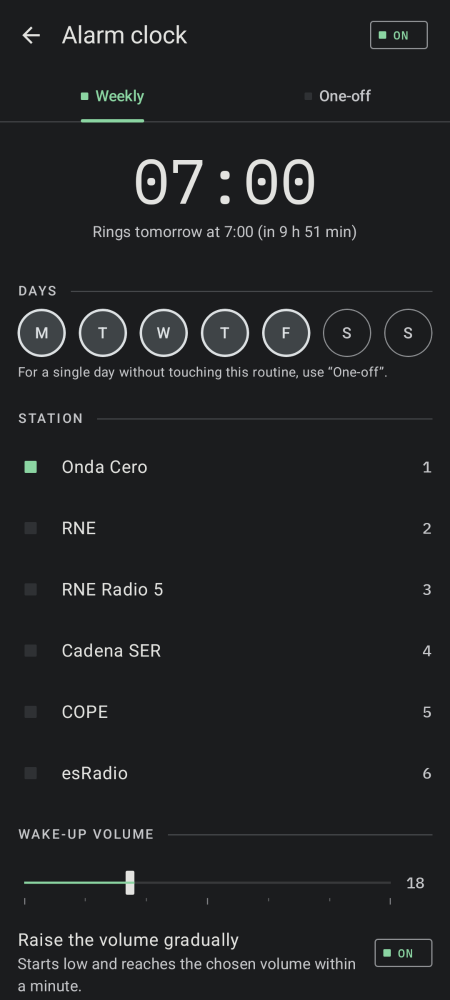 Alarm clock ON
Weekly One-off
07:00
Rings tomorrow at 7:00 (in 9 h 51 min)
DAYS
M T W T F S S
For a single day without touching this routine, use “One-off”.
STATION
Onda Cero 1
RNE 2
RNE Radio 5 3
Cadena SER 4
COPE 5
esRadio 6
WAKE-UP VOLUME
18
Raise the volume gradually
Starts low and reaches the chosen volume within ON
a minute.